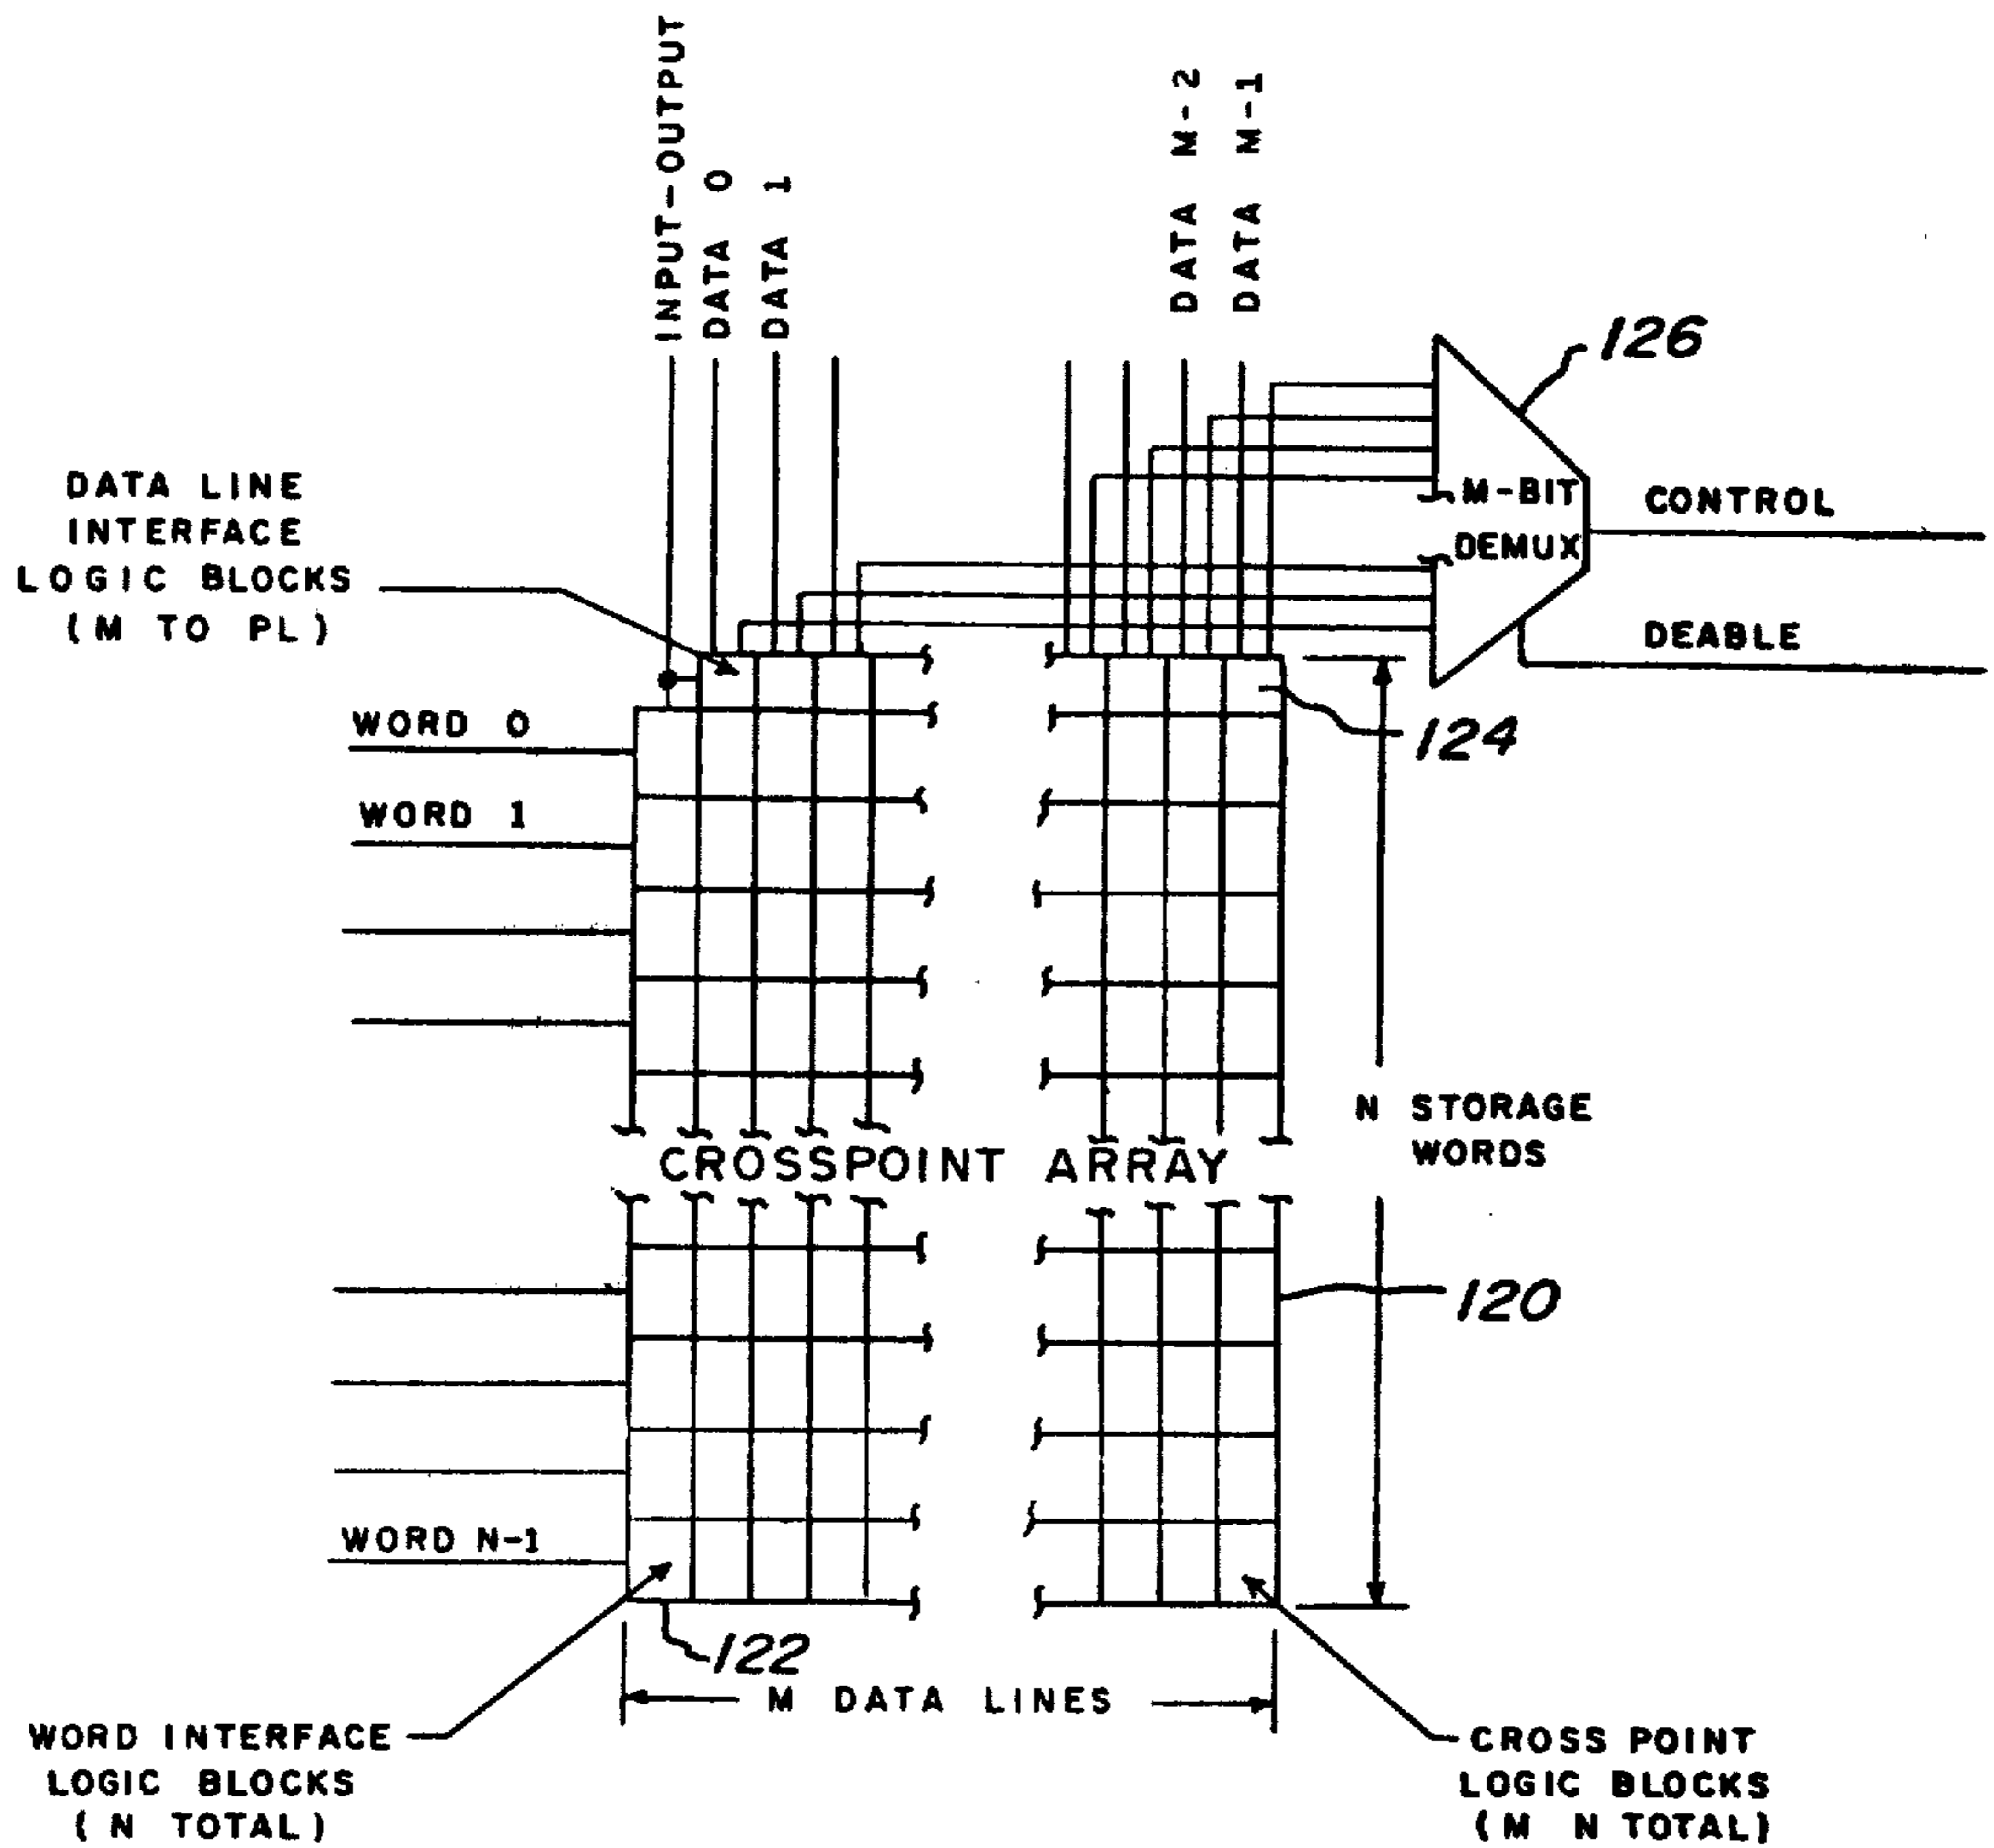 INPUT-OUTPUT
DATA 0
DATA 1
DATA M-2
DATA M-1
126
DATA LINE
INTERFACE
LOGIC BLOCKS
(M TO PL)
M-BIT
DEMUX
CONTROL
DEABLE
124
WORD 0
WORD 1
N STORAGE
WORDS
CROSSPOINT ARRAY
120
WORD N-1
122
M DATA LINES
WORD INTERFACE
LOGIC BLOCKS
(N TOTAL)
CROSS POINT
LOGIC BLOCKS
(M N TOTAL)